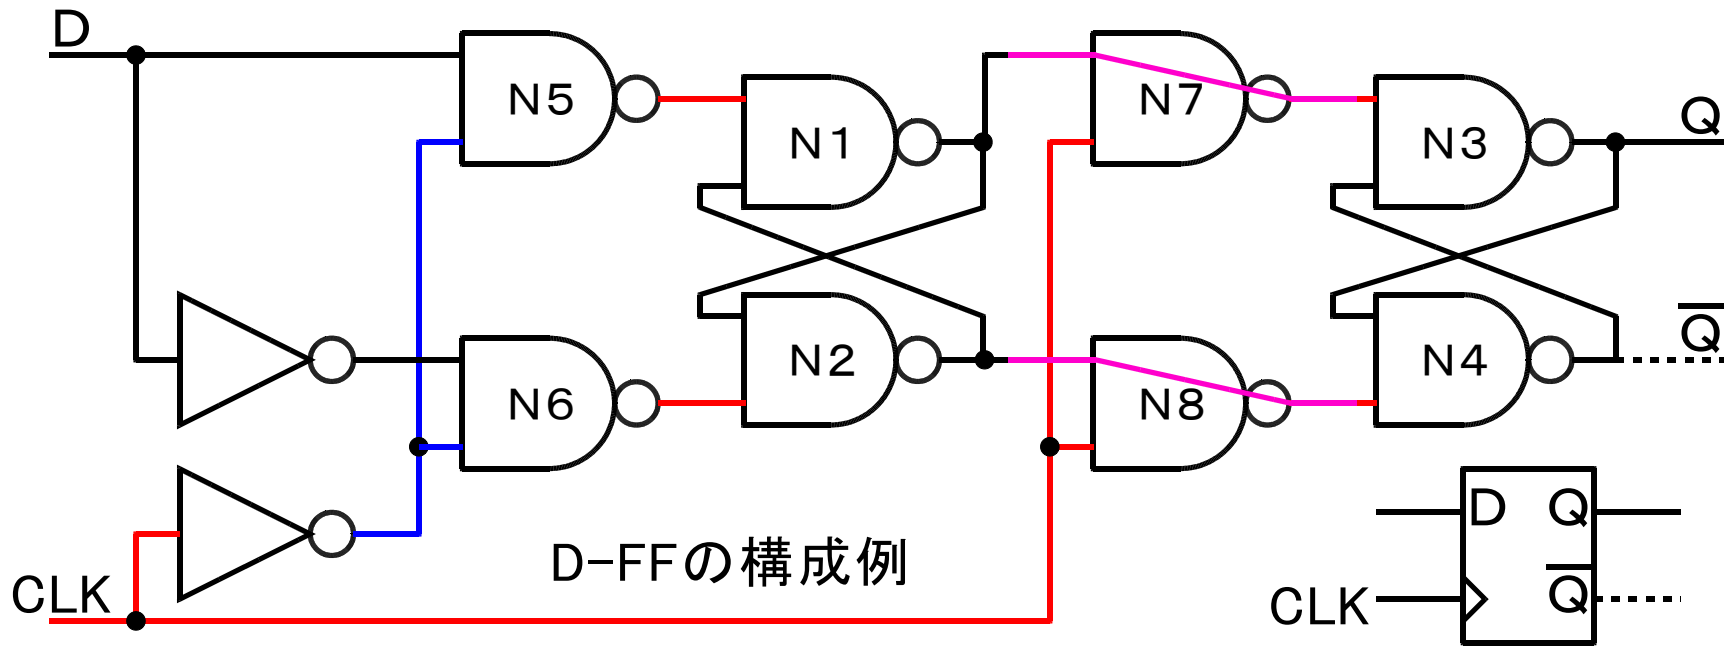 D
N5
N1
N7
N3
Q
N6
N2
N8
N4
Q̅
CLK
D-FFの構成例
D Q
CLK Q̅